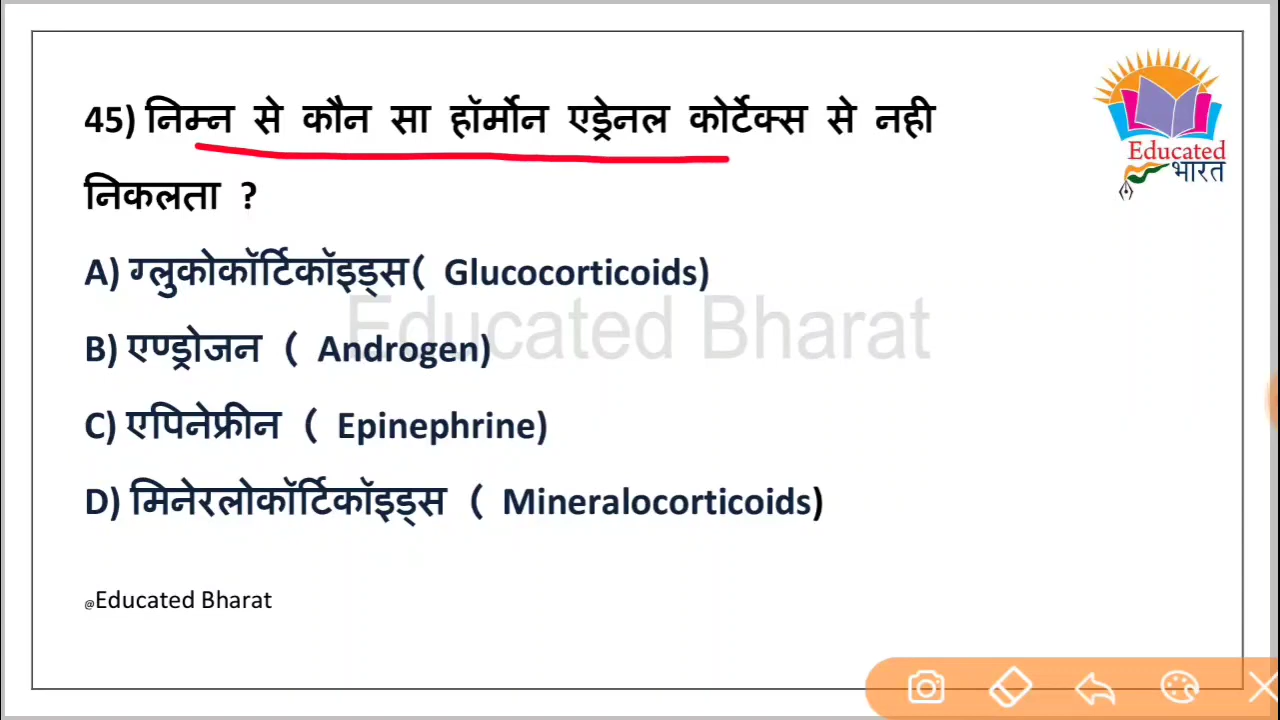 45) निम्न से कौन सा हॉर्मोन एड्रेनल कोर्टेक्स से नही
निकलता ?
A) ग्लुकोकॉर्टिकॉइड्स( Glucocorticoids)
B) एण्ड्रोजन ( Androgen)
C) एपिनेफ्रीन ( Epinephrine)
D) मिनेरलोकॉर्टिकॉइड्स ( Mineralocorticoids)
@Educated Bharat
Educated
भारत
Educated Bharat